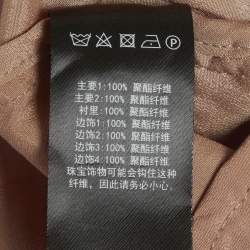 主要1:100% 聚酯纤维
主要2:100% 聚酯纤维
衬里:100% 聚酯纤维
边饰1:100% 聚酯纤维
边饰2:100% 聚酯纤维
边饰3:100% 聚酯纤维
边饰4:100% 聚酯纤维
珠宝饰物可能会钩住这种
纤维，因此请务必小心。